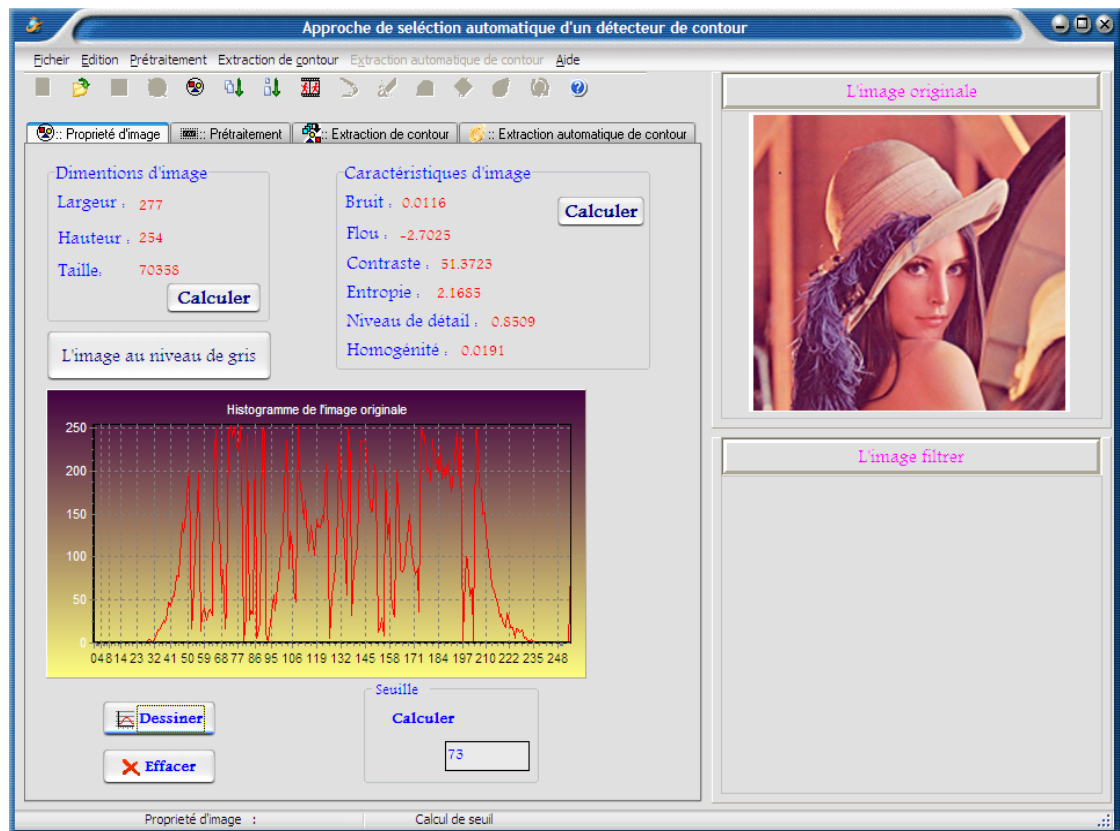 Approche de seléction automatique d'un détecteur de contour
Ficheir Edition Prétraitement Extraction de contour Extraction automatique de contour Aide
:: Proprieté d'image :: Prétraitement :: Extraction de contour :: Extraction automatique de contour
Dimentions d'image
Largeur : 277
Hauteur : 254
Taille: 70358
Calculer
L'image au niveau de gris
Caractéristiques d'image
Bruit : 0.0116
Calculer
Flou : -2.7025
Contraste : 51.3723
Entropie : 2.1685
Niveau de détail : 0.8509
Homogénité : 0.0191
Histogramme de l'image originale
250
200
150
100
50
0
0 4 8 14 23 32 41 50 59 68 77 86 95 106 119 132 145 158 171 184 197 210 222 235 248
Dessiner
Effacer
Seuille
Calculer
73
L'image originale
L'image filtrer
Proprieté d'image : Calcul de seuil